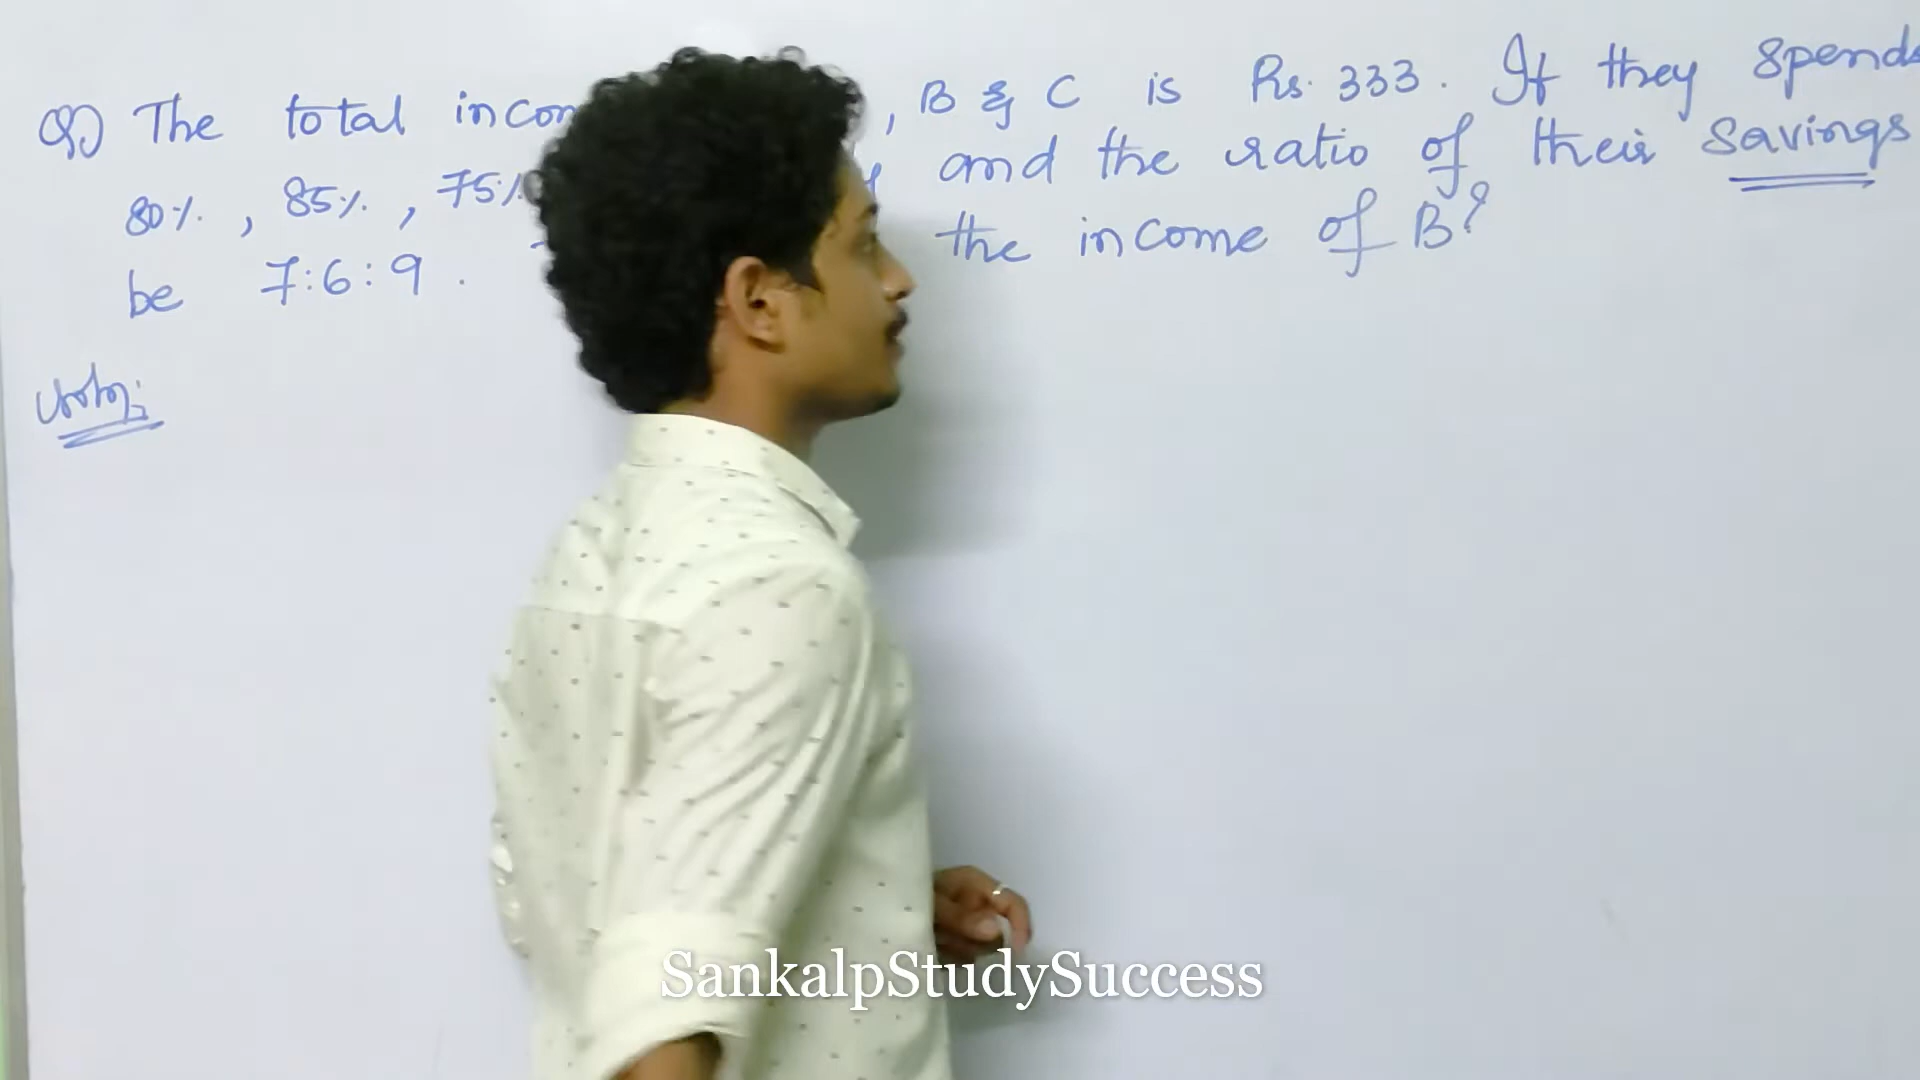 Q) The total incom , B & C is Rs. 333. If they spends
80%, 85%, 75% and the ratio of their savings
be 7:6:9. the income of B?
Soln:
SankalpStudySuccess